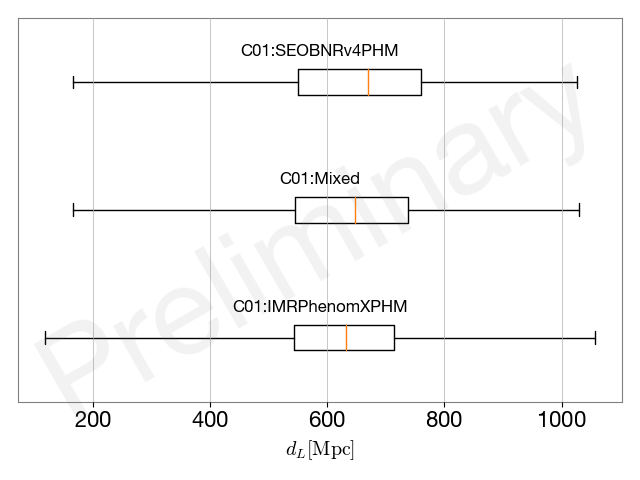 C01:SEOBNRv4PHM
C01:Mixed
C01:IMRPhenomXPHM
Preliminary
200 400 600 800 1000
d_L[Mpc]